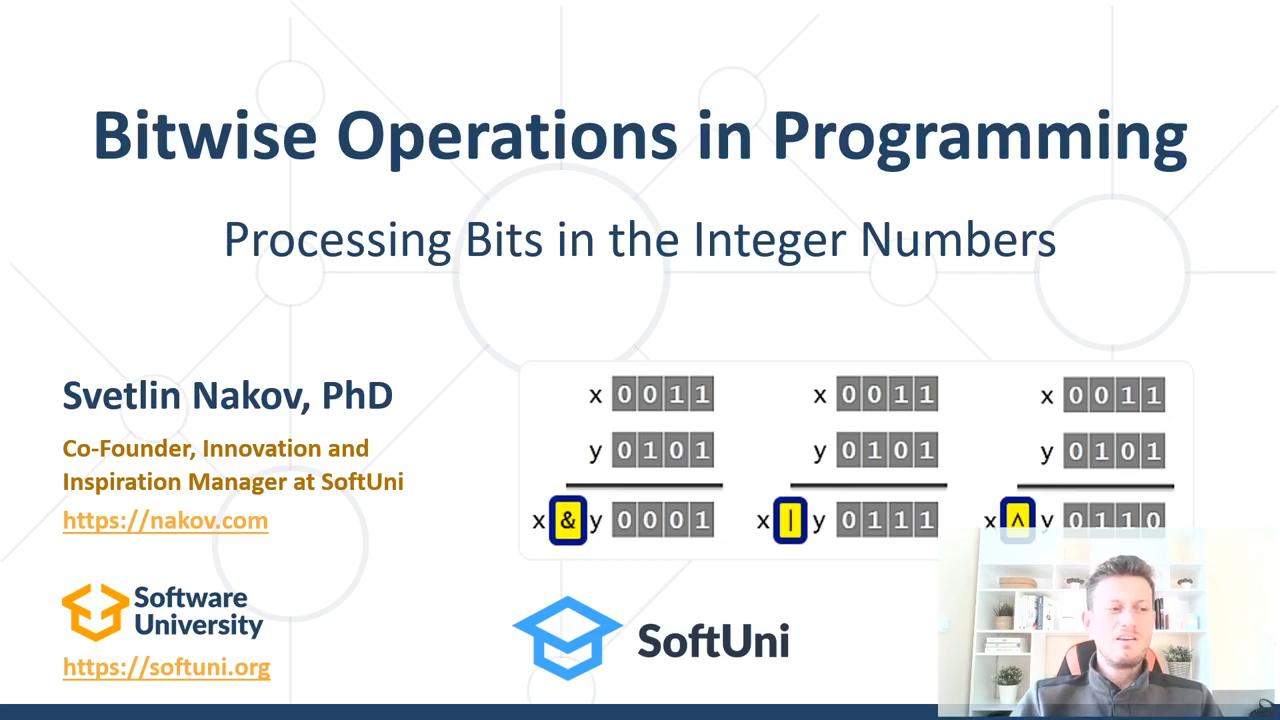 Bitwise Operations in Programming
Processing Bits in the Integer Numbers
Svetlin Nakov, PhD
Co-Founder, Innovation and
Inspiration Manager at SoftUni
https://nakov.com
Software
University
https://softuni.org
x 0 0 1 1
y 0 1 0 1
x & y 0 0 0 1
x 0 0 1 1
y 0 1 0 1
x | y 0 1 1 1
x 0 0 1 1
y 0 1 0 1
x ^ y 0 1 1 0
SoftUni